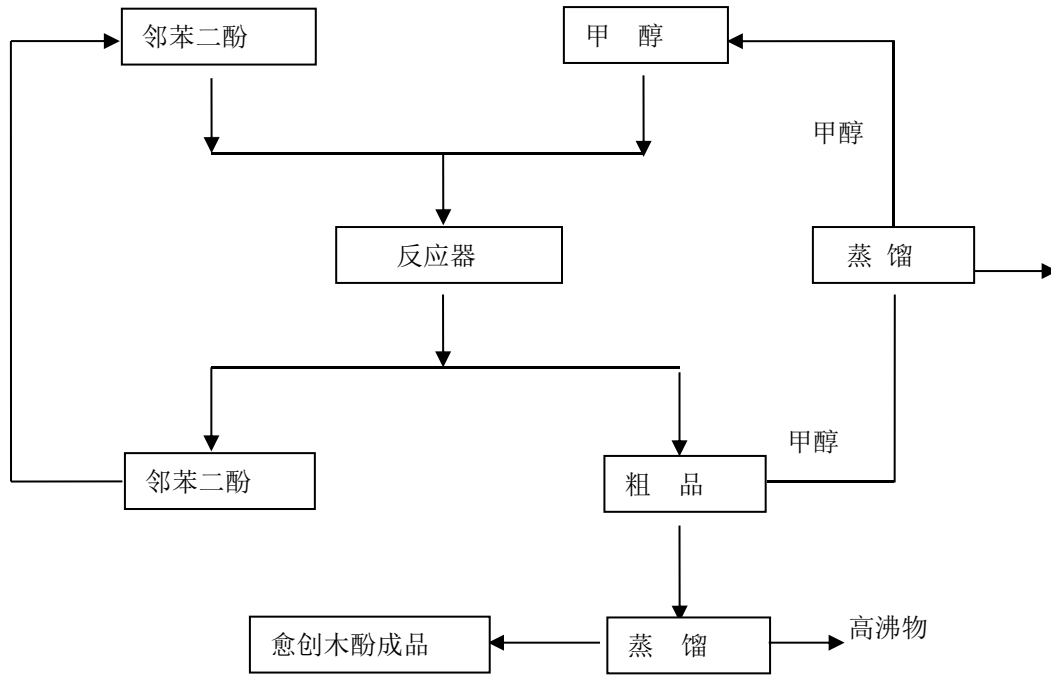 邻苯二酚
甲 醇
甲醇
反应器
蒸 馏
甲醇
邻苯二酚
粗 品
高沸物
愈创木酚成品
蒸 馏